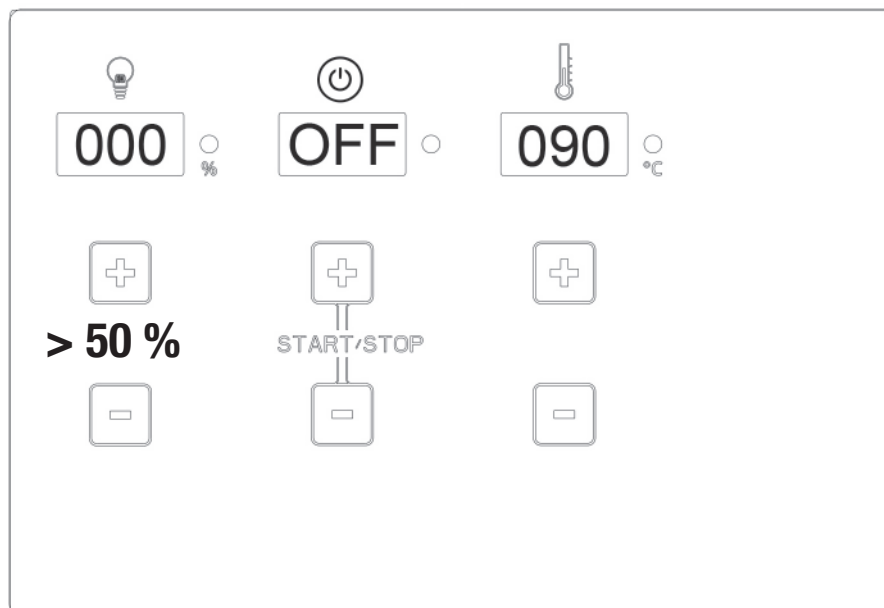 000 % OFF 090 °C
+ + +
> 50 % START/STOP
- - -